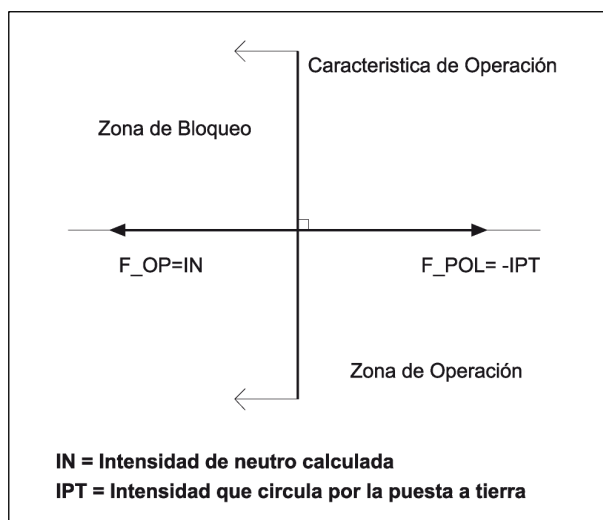 Caracteristica de Operación
Zona de Bloqueo
F_OP=IN
F_POL= -IPT
Zona de Operación
IN = Intensidad de neutro calculada
IPT = Intensidad que circula por la puesta a tierra